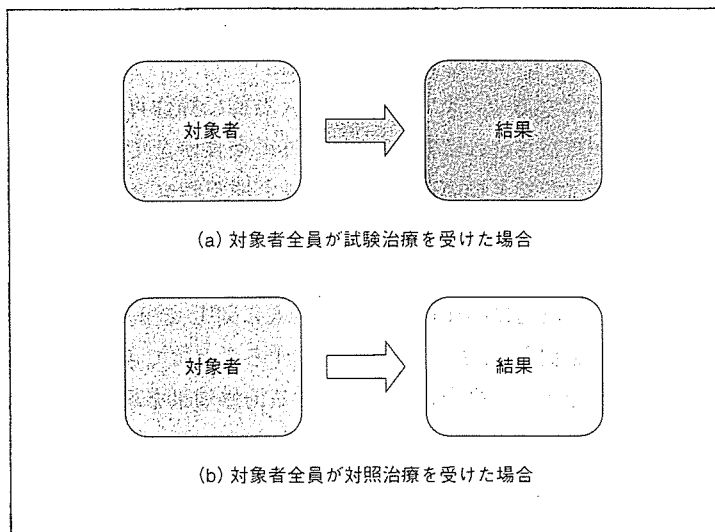 対象者
結果
(a) 対象者全員が試験治療を受けた場合
対象者
結果
(b) 対象者全員が対照治療を受けた場合